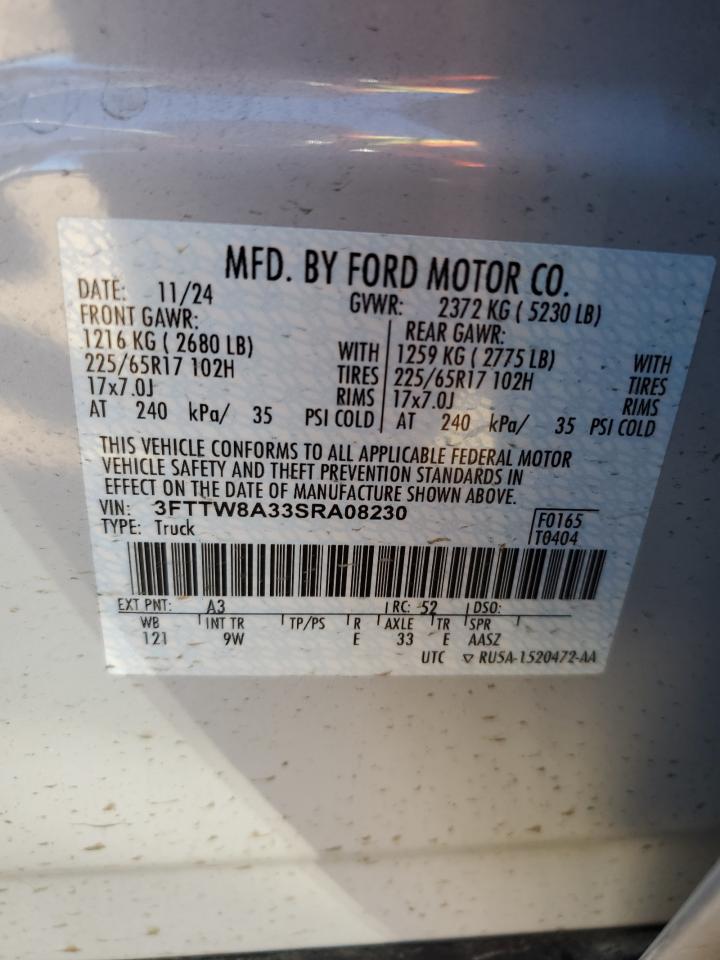 MFD. BY FORD MOTOR CO.
DATE: 11/24 GVWR: 2372 KG ( 5230 LB)
FRONT GAWR: REAR GAWR:
1216 KG ( 2680 LB) WITH 1259 KG ( 2775 LB) WITH
225/65R17 102H TIRES 225/65R17 102H TIRES
17x7.0J RIMS 17x7.0J RIMS
AT 240 kPa/ 35 PSI COLD AT 240 kPa/ 35 PSI COLD
THIS VEHICLE CONFORMS TO ALL APPLICABLE FEDERAL MOTOR
VEHICLE SAFETY AND THEFT PREVENTION STANDARDS IN
EFFECT ON THE DATE OF MANUFACTURE SHOWN ABOVE.
VIN: 3FTTW8A33SRA08230 F0165
TYPE: Truck T0404
EXT PNT: A3 RC: 52 DSO:
WB INT TR TP/PS R AXLE TR SPR
121 9W E 33 E AASZ
UTC ▽ RU5A-1520472-AA